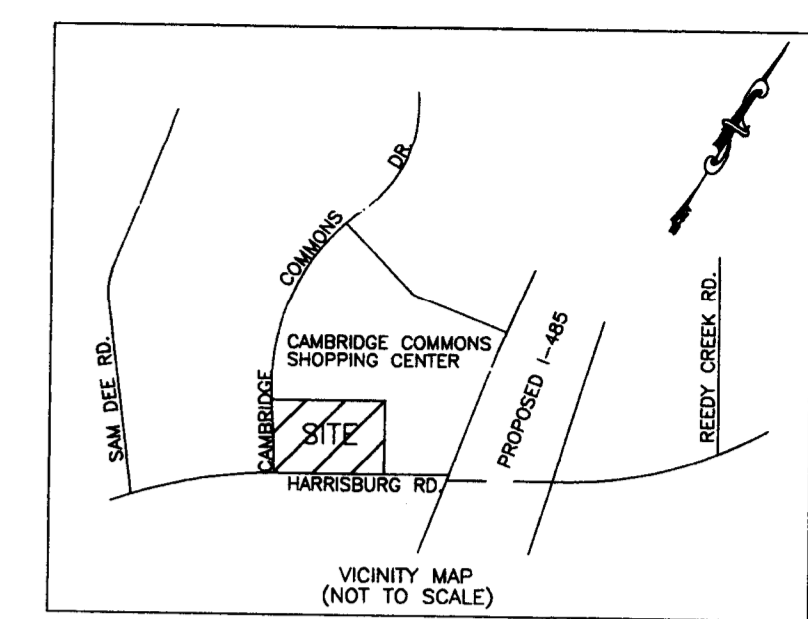 CAMBRIDGE COMMONS DR.
CAMBRIDGE COMMONS
SHOPPING CENTER
SAM DEE RD.
SITE
HARRISBURG RD.
PROPOSED I-485
REEDY CREEK RD.
VICINITY MAP
(NOT TO SCALE)